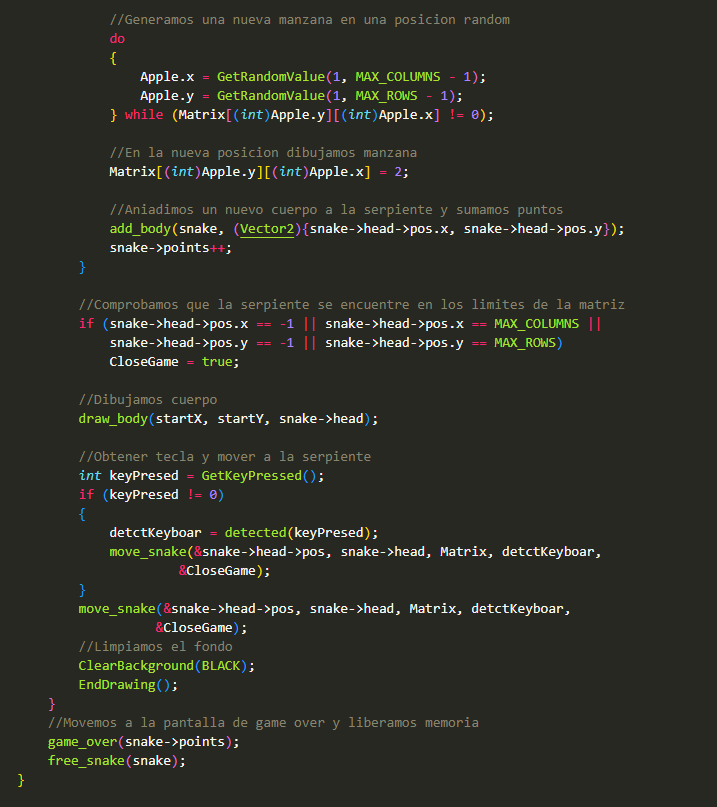 //Generamos una nueva manzana en una posicion random
do
{
Apple.x = GetRandomValue(1, MAX_COLUMNS - 1);
Apple.y = GetRandomValue(1, MAX_ROWS - 1);
} while (Matrix[(int)Apple.y][(int)Apple.x] != 0);
//En la nueva posicion dibujamos manzana
Matrix[(int)Apple.y][(int)Apple.x] = 2;
//Aniadimos un nuevo cuerpo a la serpiente y sumamos puntos
add_body(snake, (Vector2){snake->head->pos.x, snake->head->pos.y});
snake->points++;
}
//Comprobamos que la serpiente se encuentre en los limites de la matriz
if (snake->head->pos.x == -1 || snake->head->pos.x == MAX_COLUMNS ||
snake->head->pos.y == -1 || snake->head->pos.y == MAX_ROWS)
CloseGame = true;
//Dibujamos cuerpo
draw_body(startX, startY, snake->head);
//Obtener tecla y mover a la serpiente
int keyPresed = GetKeyPressed();
if (keyPresed != 0)
{
detctKeyboar = detected(keyPresed);
move_snake(&snake->head->pos, snake->head, Matrix, detctKeyboar,
&CloseGame);
}
move_snake(&snake->head->pos, snake->head, Matrix, detctKeyboar,
&CloseGame);
//Limpiamos el fondo
ClearBackground(BLACK);
EndDrawing();
}
//Movemos a la pantalla de game over y liberamos memoria
game_over(snake->points);
free_snake(snake);
}